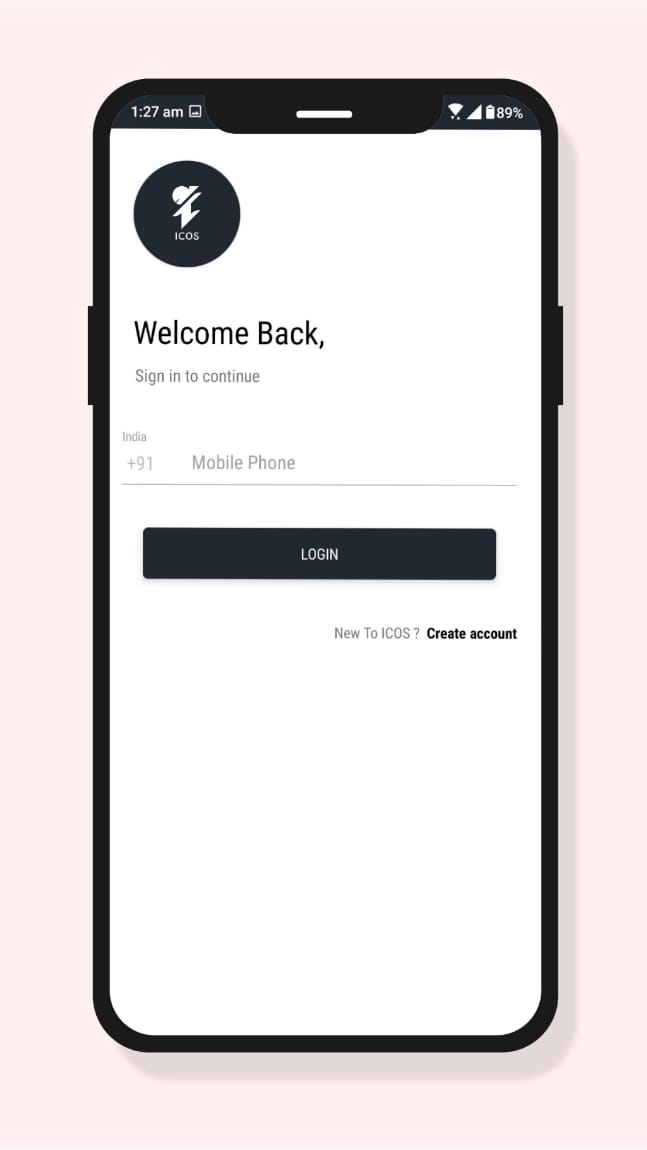 1:27 am 89%
ICOS
Welcome Back,
Sign in to continue
India
+91 Mobile Phone
LOGIN
New To ICOS ? Create account